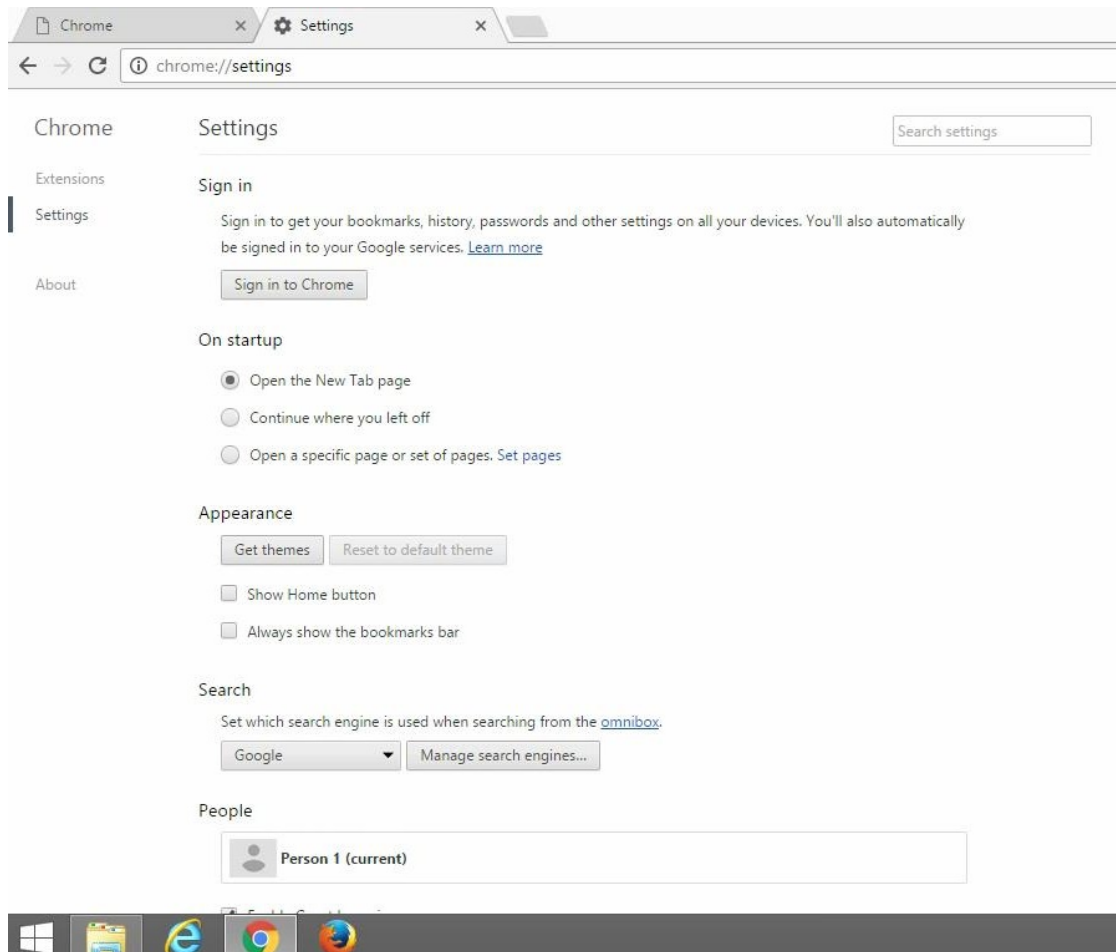 Chrome
Settings
chrome://settings
Chrome
Settings
Search settings
Extensions
Settings
About
Sign in
Sign in to get your bookmarks, history, passwords and other settings on all your devices. You'll also automatically
be signed in to your Google services. Learn more
Sign in to Chrome
On startup
Open the New Tab page
Continue where you left off
Open a specific page or set of pages. Set pages
Appearance
Get themes Reset to default theme
Show Home button
Always show the bookmarks bar
Search
Set which search engine is used when searching from the omnibox.
Google Manage search engines...
People
Person 1 (current)